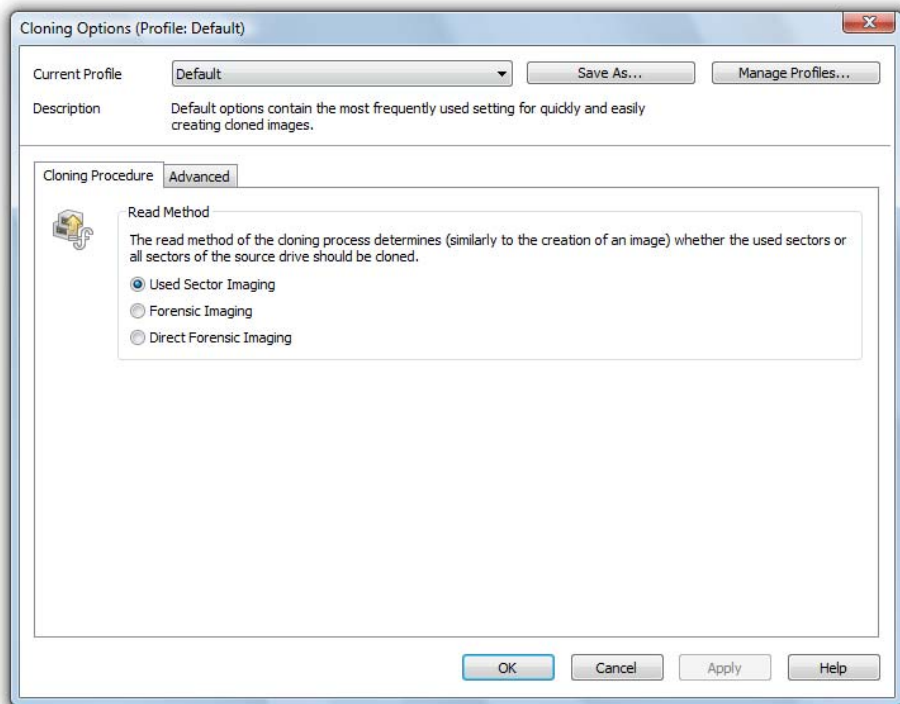 Cloning Options (Profile: Default)
Current Profile Default Save As... Manage Profiles...
Description Default options contain the most frequently used setting for quickly and easily
creating cloned images.
Cloning Procedure Advanced
Read Method
The read method of the cloning process determines (similarly to the creation of an image) whether the used sectors or
all sectors of the source drive should be cloned.
Used Sector Imaging
Forensic Imaging
Direct Forensic Imaging
OK Cancel Apply Help